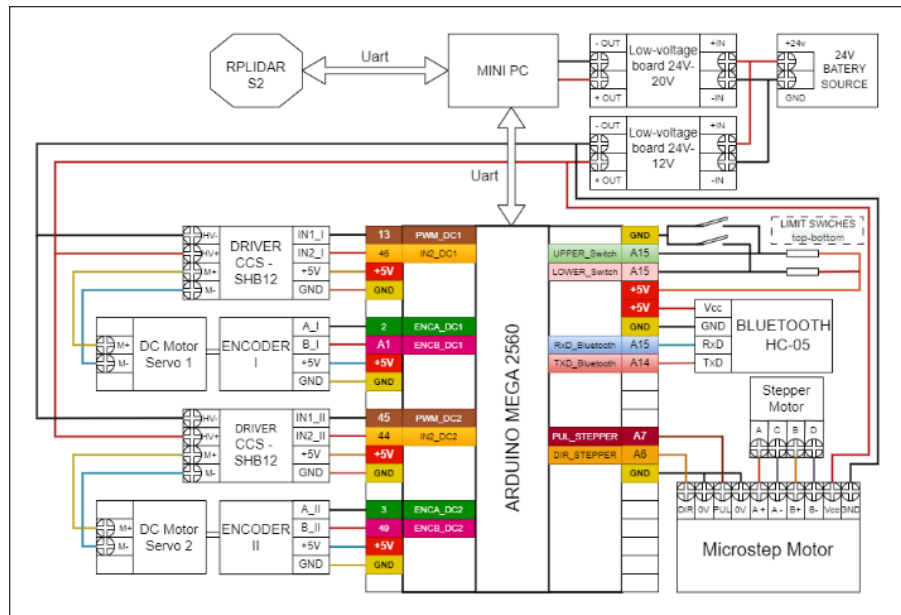 RPLIDAR
S2
Uart
MINI PC
- OUT
+ OUT
Low-voltage
board 24V-
20V
+IN
-IN
+24v
GND
24V
BATERY
SOURCE
- OUT
+ OUT
Low-voltage
board 24V-
12V
+IN
-IN
Uart
HV-
HV+
M+
M-
DRIVER
CCS -
SHB12
IN1_I
IN2_I
+5V
GND
13 PWM_DC1
46 IN2_DC1
+5V
GND
M+
M-
DC Motor
Servo 1
ENCODER
I
A_I
B_I
+5V
GND
2 ENCA_DC1
A1 ENCB_DC1
+5V
GND
HV-
HV+
M+
M-
DRIVER
CCS -
SHB12
IN1_II
IN2_II
+5V
GND
45 PWM_DC2
44 IN2_DC2
+5V
GND
M+
M-
DC Motor
Servo 2
ENCODER
II
A_II
B_II
+5V
GND
3 ENCA_DC2
49 ENCB_DC2
+5V
GND
ARDUINO MEGA 2560
GND
UPPER_Switch A15
LOWER_Switch A15
+5V
+5V
GND
RxD_Bluetooth A15
TXD_Bluetooth A14
PUL_STEPPER A7
DIR_STEPPER A6
GND
LIMIT SWICHES
top-bottom
Vcc
GND
RxD
TxD
BLUETOOTH
HC-05
Stepper
Motor
A C B D
DIR 0V PUL 0V A+ A- B+ B- Vcc GND
Microstep Motor